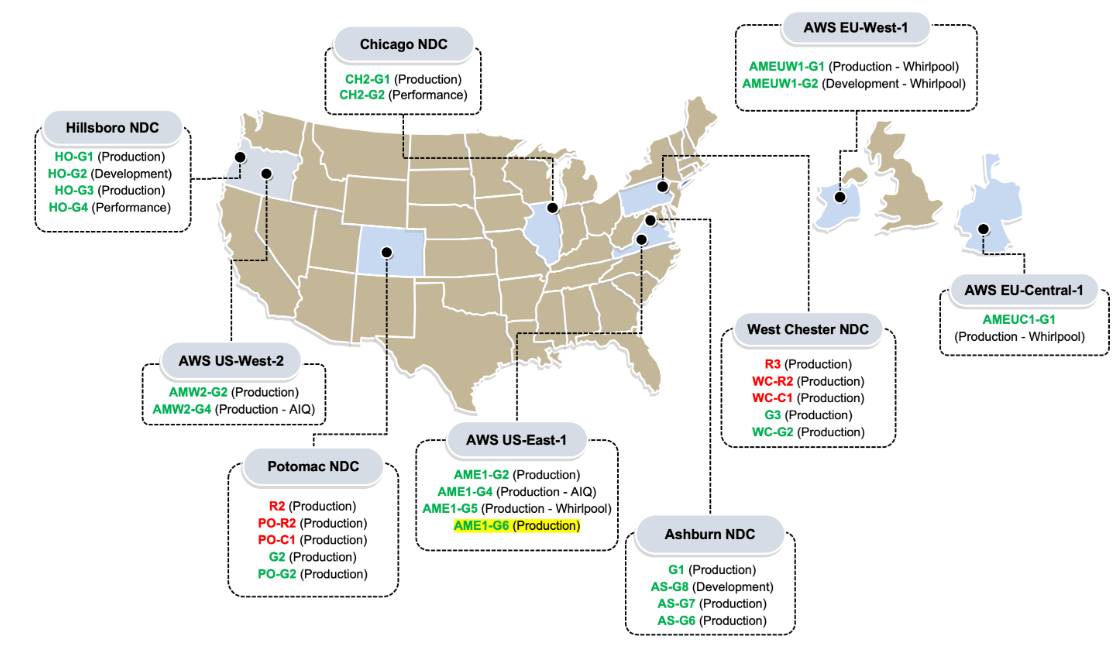 Chicago NDC
CH2-G1 (Production)
CH2-G2 (Performance)
AWS EU-West-1
AMEUW1-G1 (Production - Whirlpool)
AMEUW1-G2 (Development - Whirlpool)
Hillsboro NDC
HO-G1 (Production)
HO-G2 (Development)
HO-G3 (Production)
HO-G4 (Performance)
AWS EU-Central-1
AMEUC1-G1
(Production - Whirlpool)
West Chester NDC
R3 (Production)
WC-R2 (Production)
WC-C1 (Production)
G3 (Production)
WC-G2 (Production)
AWS US-West-2
AMW2-G2 (Production)
AMW2-G4 (Production - AIQ)
AWS US-East-1
AME1-G2 (Production)
AME1-G4 (Production - AIQ)
AME1-G5 (Production - Whirlpool)
AME1-G6 (Production)
Potomac NDC
R2 (Production)
PO-R2 (Production)
PO-C1 (Production)
G2 (Production)
PO-G2 (Production)
Ashburn NDC
G1 (Production)
AS-G8 (Development)
AS-G7 (Production)
AS-G6 (Production)